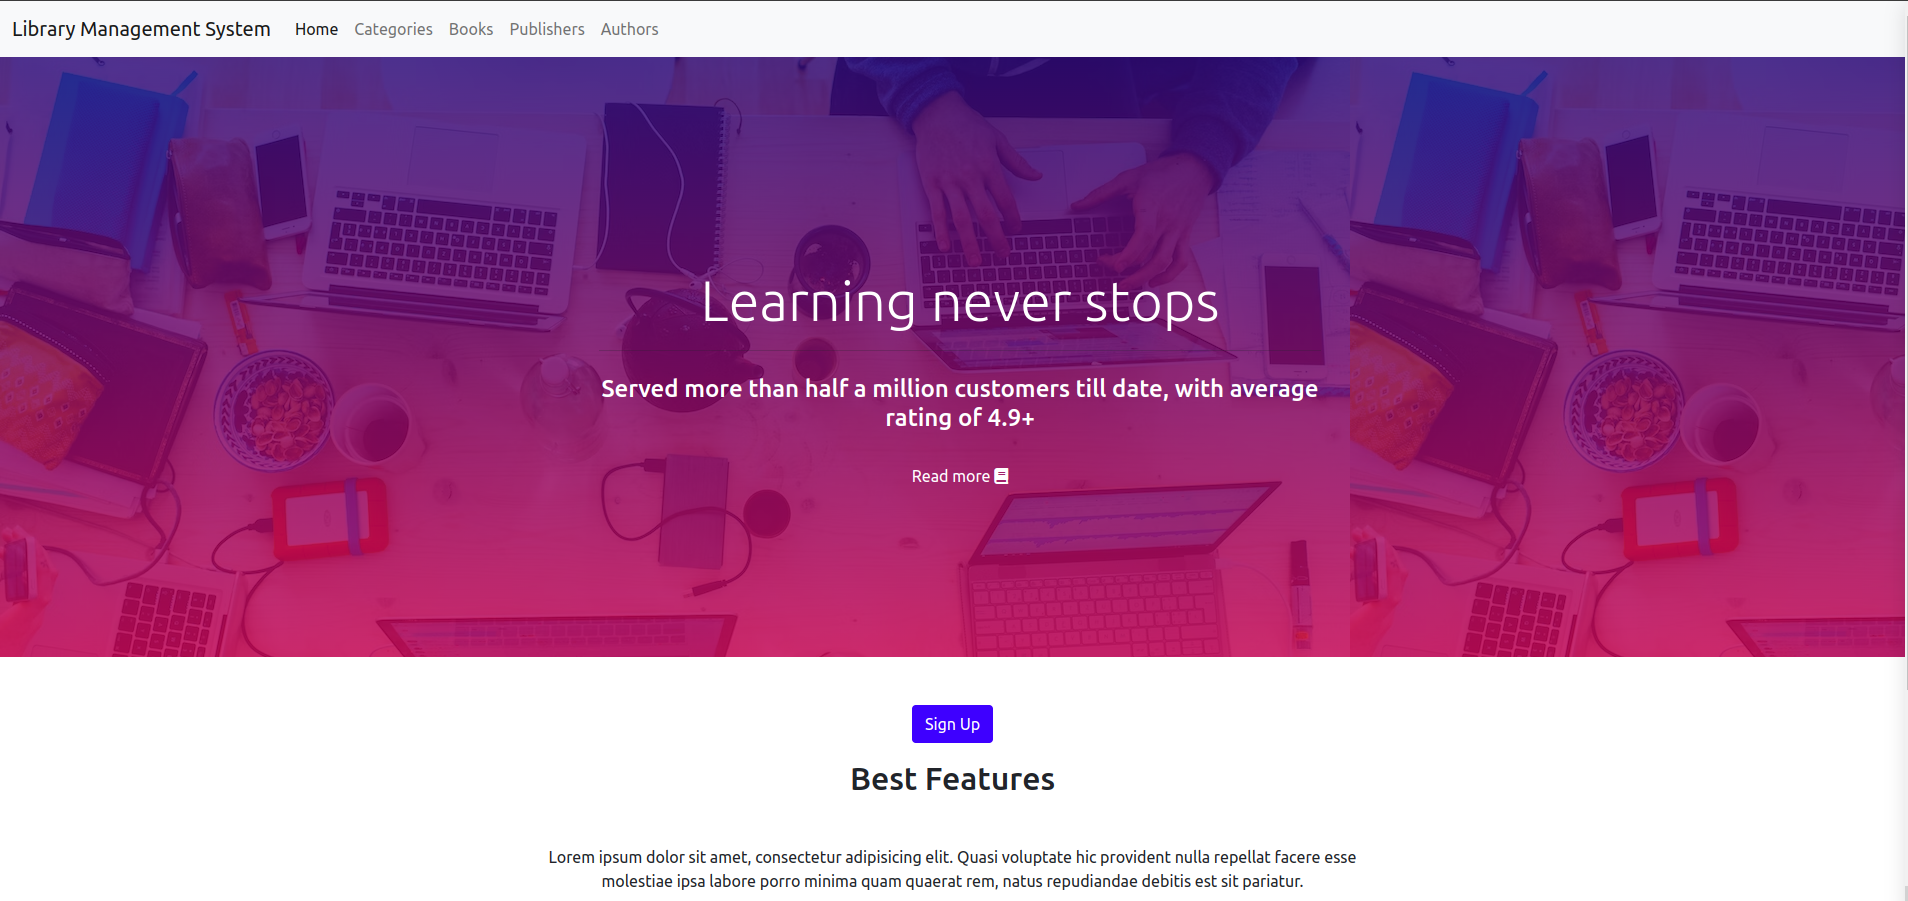 Library Management System Home Categories Books Publishers Authors
Learning never stops
Served more than half a million customers till date, with average
rating of 4.9+
Read more
Sign Up
Best Features
Lorem ipsum dolor sit amet, consectetur adipisicing elit. Quasi voluptate hic provident nulla repellat facere esse
molestiae ipsa labore porro minima quam quaerat rem, natus repudiandae debitis est sit pariatur.